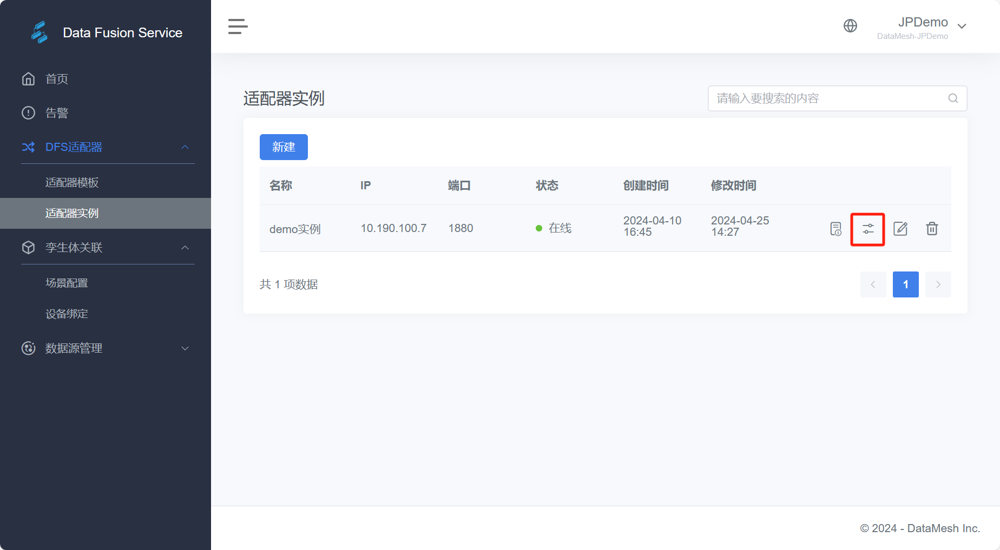 Data Fusion Service
首页
告警
DFS适配器
适配器模板
适配器实例
孪生体关联
场景配置
设备绑定
数据源管理
JPDemo
DataMesh-JPDemo
适配器实例
请输入要搜索的内容
新建
名称 IP 端口 状态 创建时间 修改时间
demo实例 10.190.100.7 1880 在线 2024-04-10 16:45 2024-04-25 14:27
共 1 项数据
1
© 2024 - DataMesh Inc.